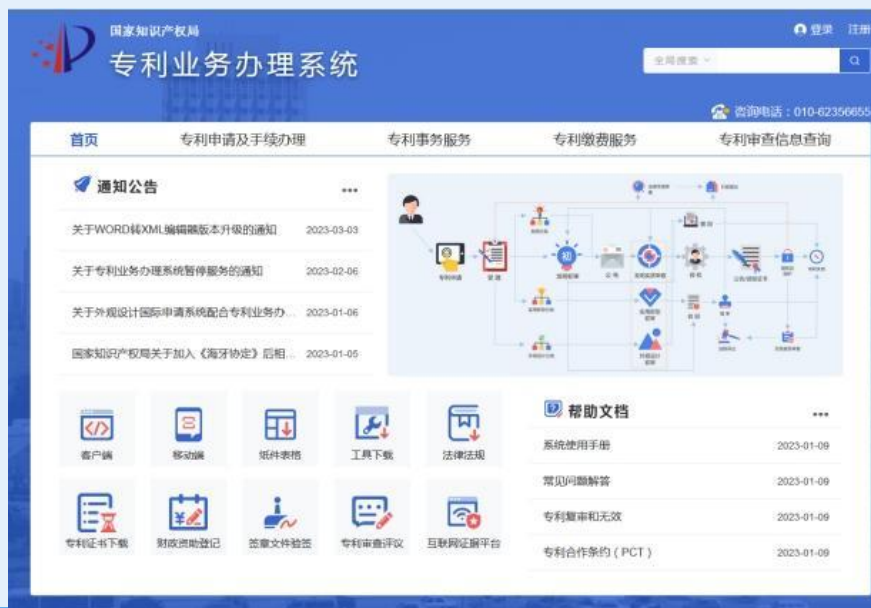 国家知识产权局
专利业务办理系统
登录 注册
全局搜索
咨询电话：010-62356655
首页 专利申请及手续办理 专利事务服务 专利缴费服务 专利审查信息查询
通知公告
关于WORD转XML编辑器版本升级的通知 2023-03-03
关于专利业务办理系统暂停服务的通知 2023-02-06
关于外观设计国际申请系统配合专利业务办... 2023-01-06
国家知识产权局关于加入《海牙协定》后相... 2023-01-05
专利申请
受理
初
客户端 移动端 纸件表格 工具下载 法律法规
专利证书下载 财政资助登记 签章文件验签 专利审查评议 互联网证据平台
帮助文档
系统使用手册 2023-01-09
常见问题解答 2023-01-09
专利复审和无效 2023-01-09
专利合作条约（PCT） 2023-01-09